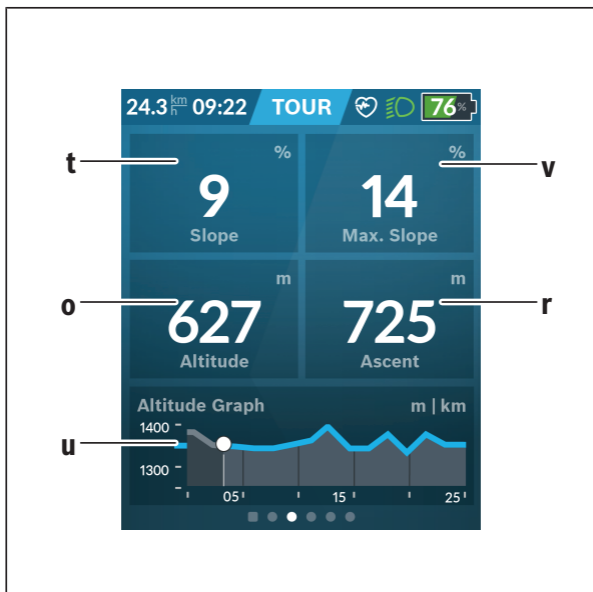 24.3 km/h 09:22 TOUR 76%
t
% %
v
9 14
Slope Max. Slope
o
m m
r
627 725
Altitude Ascent
Altitude Graph m | km
u
1400
1300
05 15 25